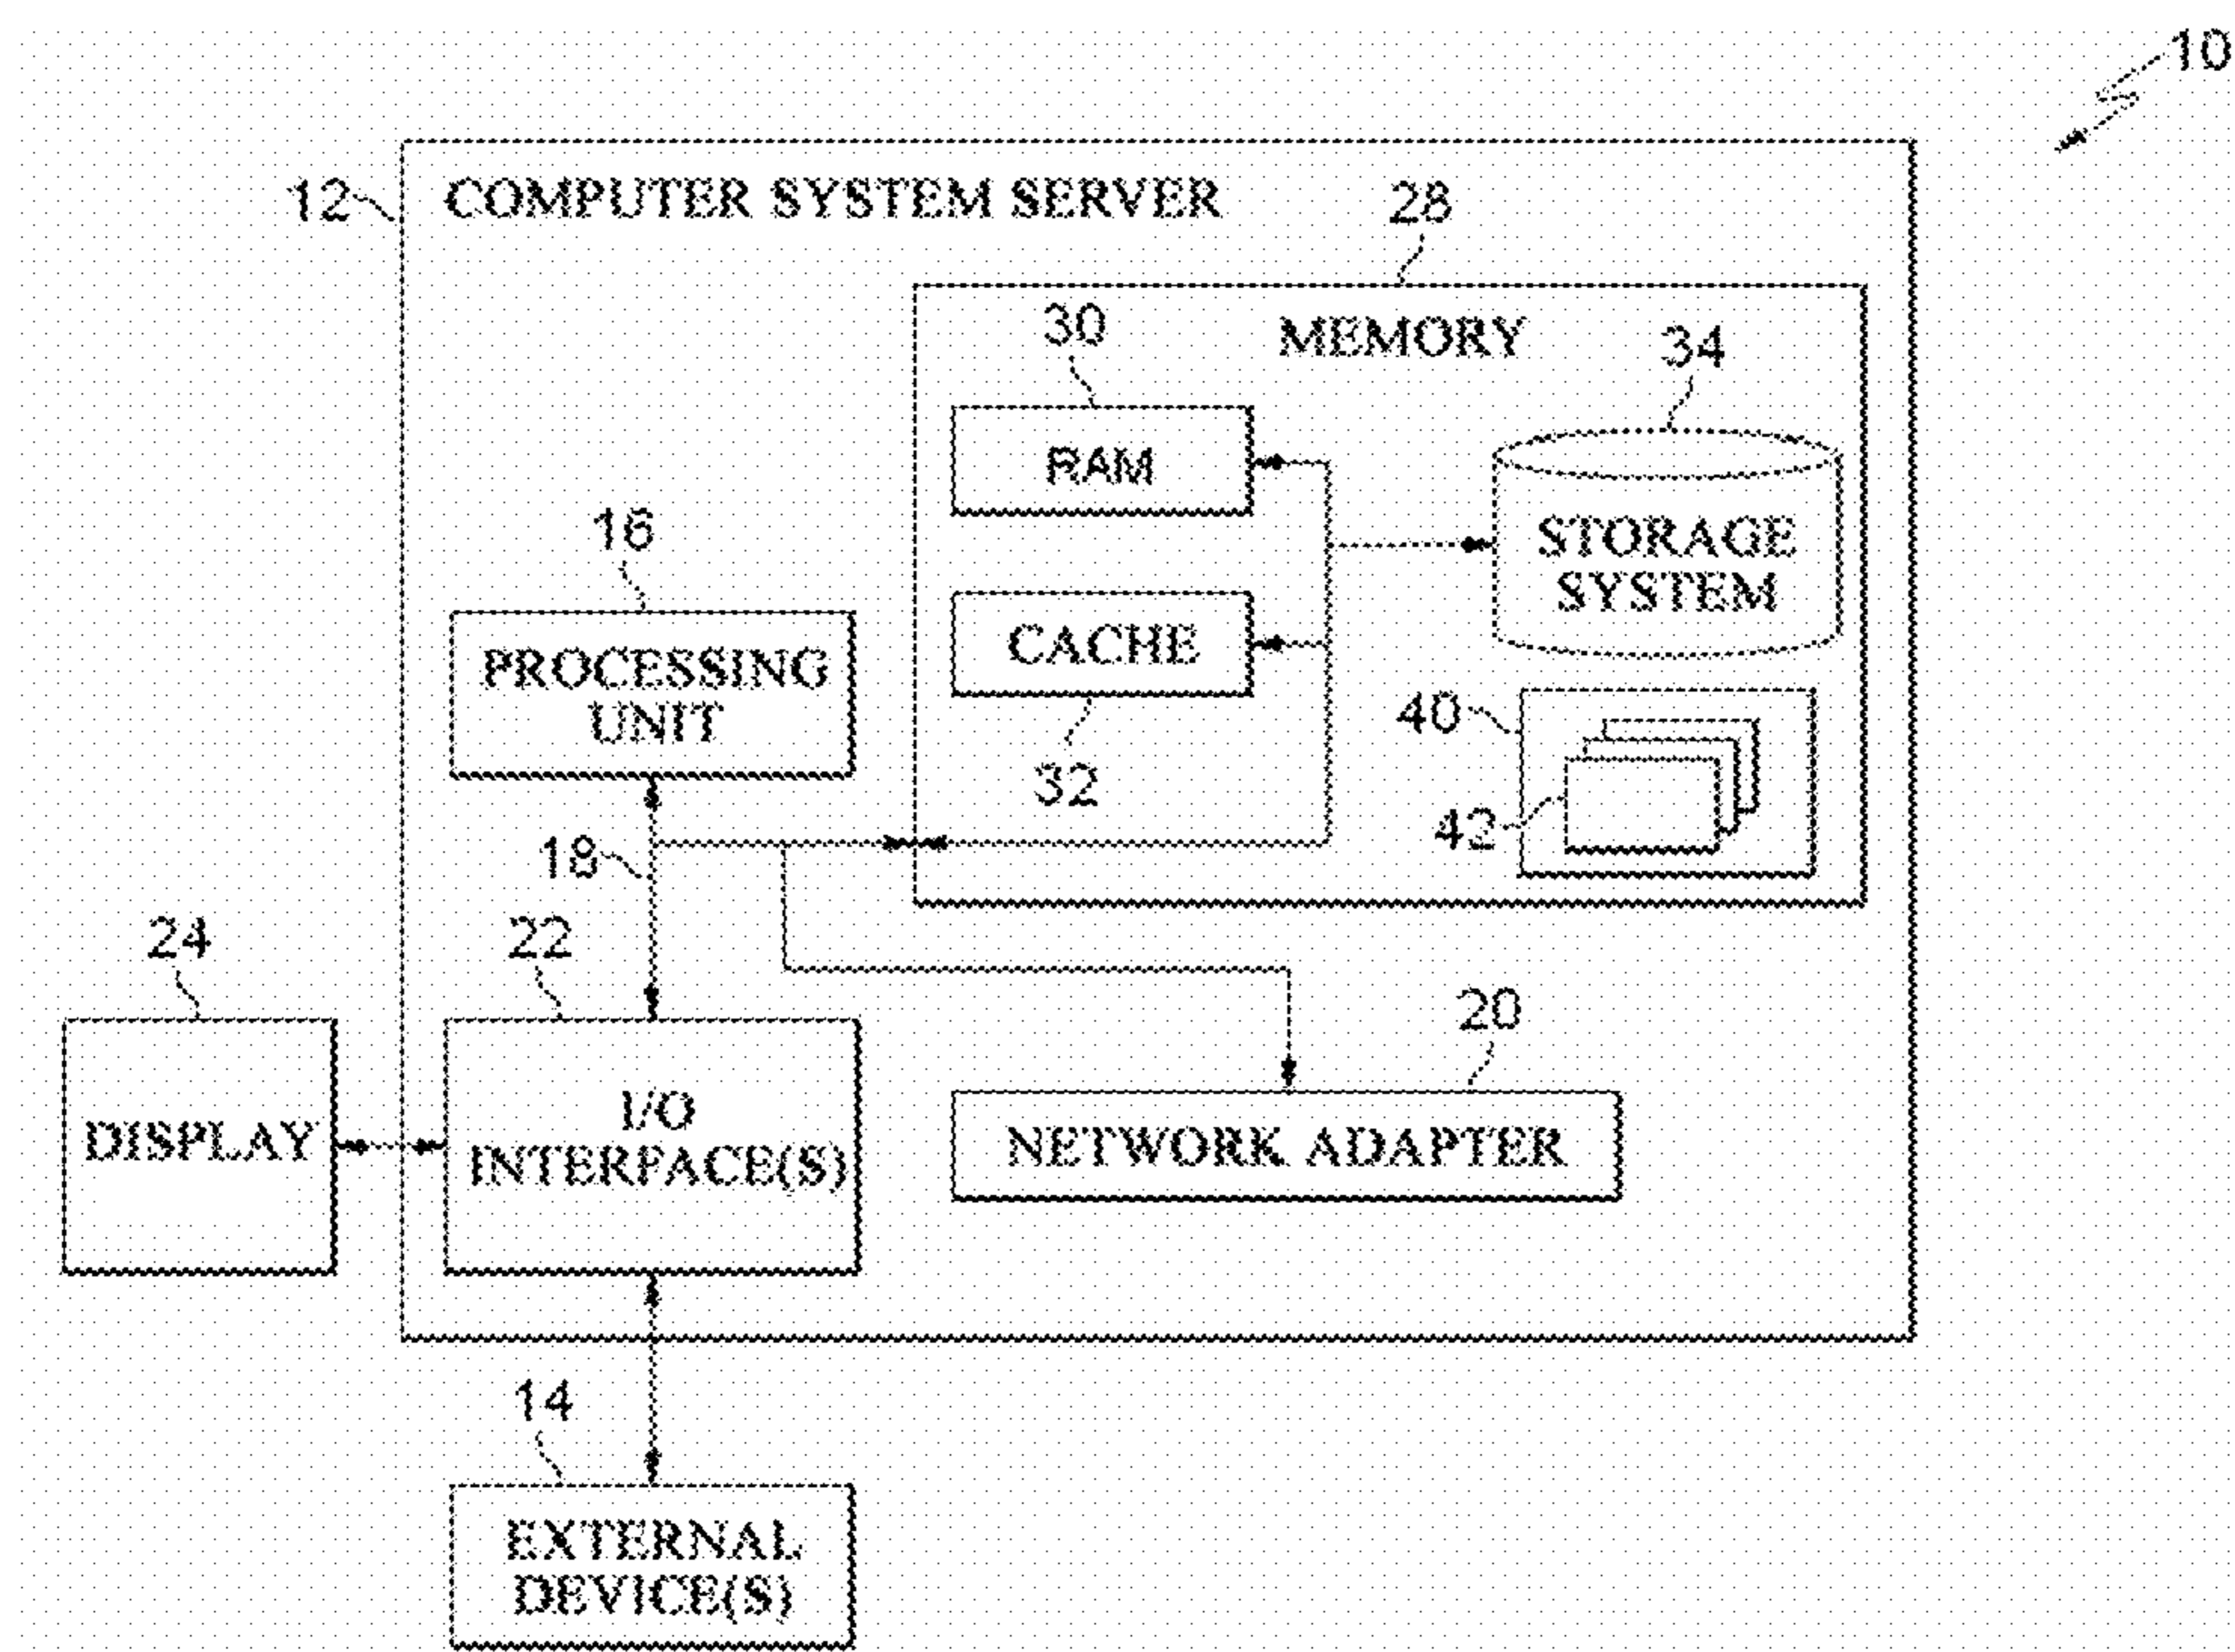 10
12
COMPUTER SYSTEM SERVER
28
30
MEMORY
34
RAM
16
STORAGE
SYSTEM
PROCESSING
UNIT
CACHE
40
32
42
18
24
22
20
DISPLAY
I/O
INTERFACE(S)
NETWORK ADAPTER
14
EXTERNAL
DEVICE(S)